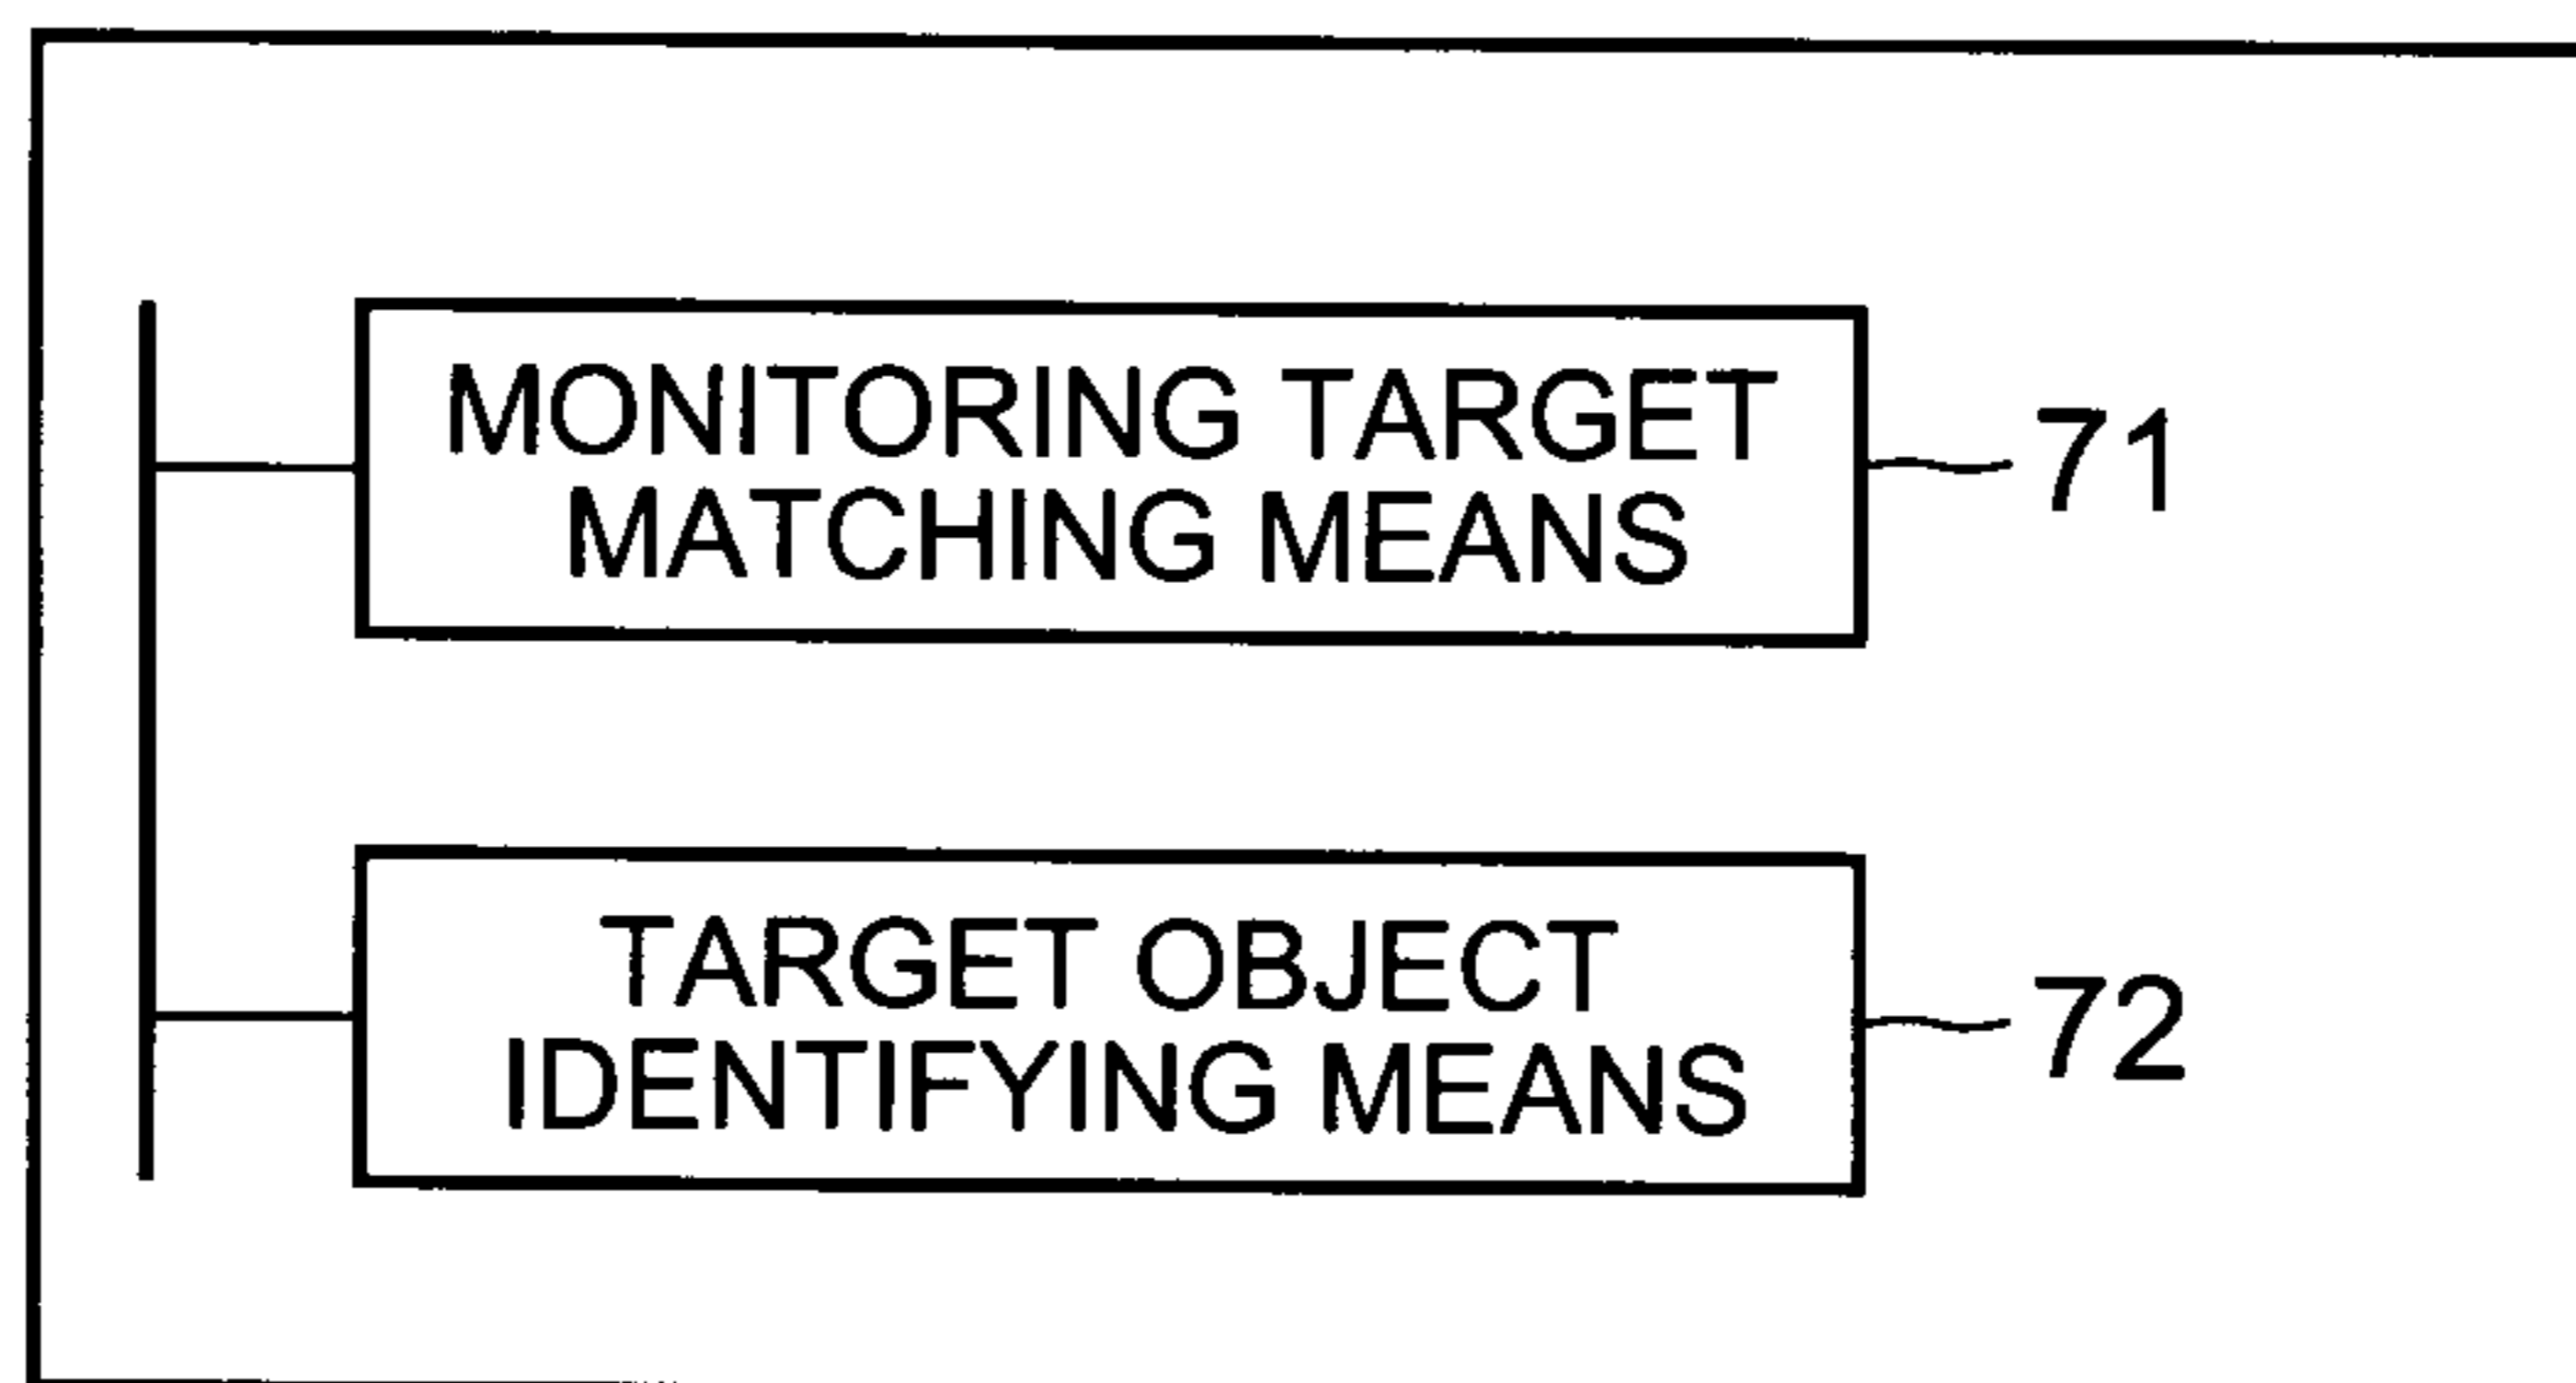 MONITORING TARGET
MATCHING MEANS
71
TARGET OBJECT
IDENTIFYING MEANS
72